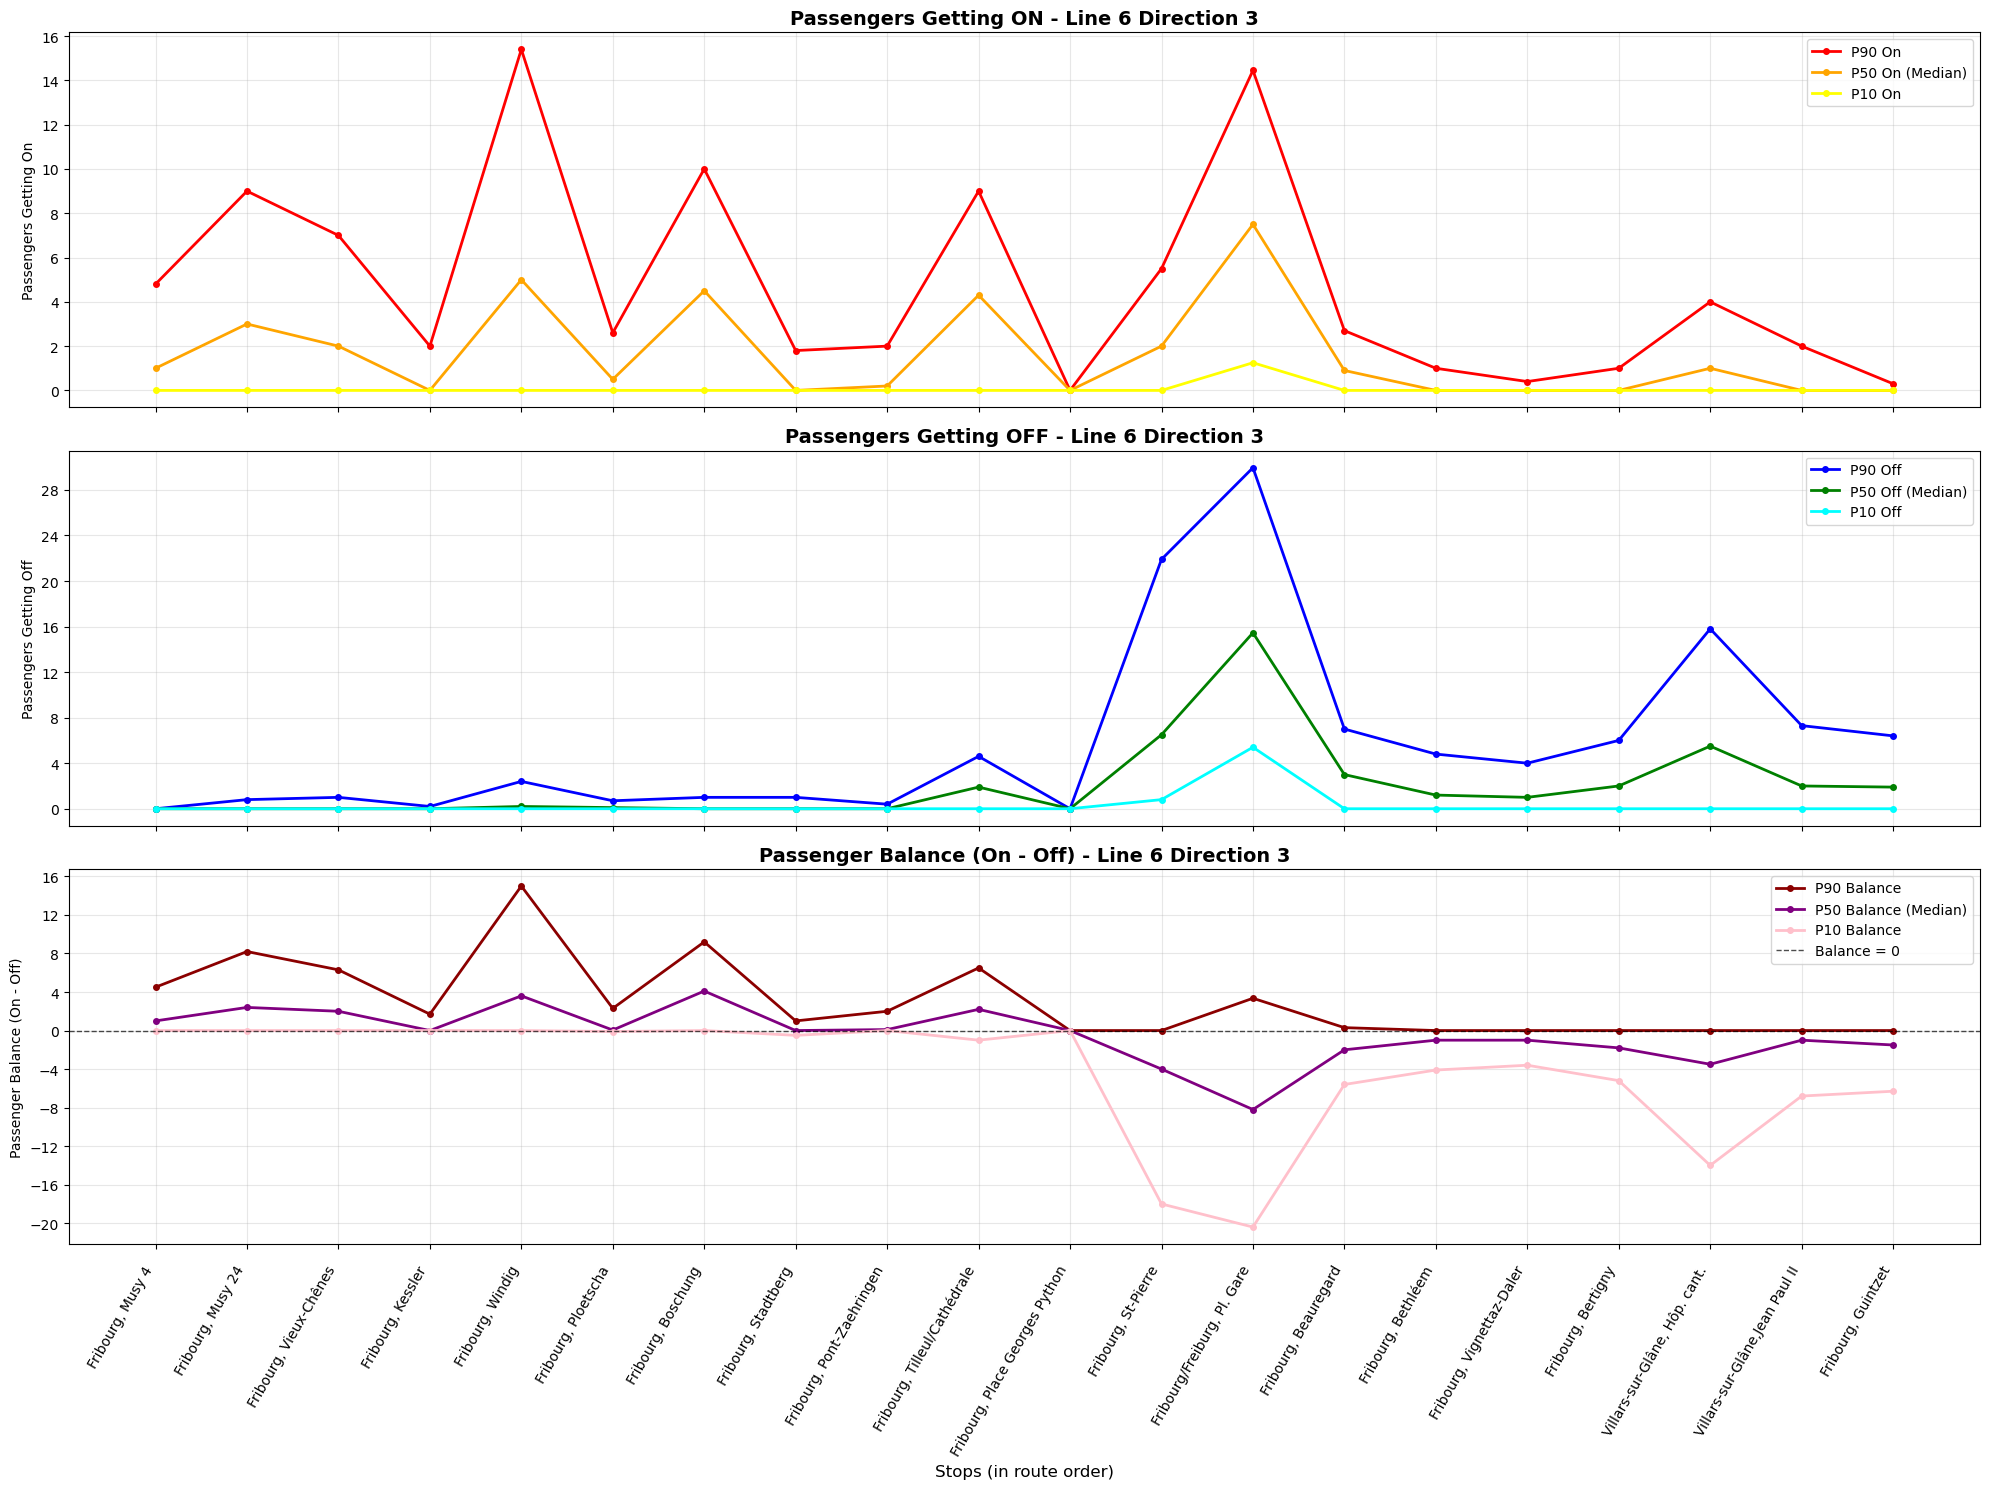 Passengers Getting ON - Line 6 Direction 3
Passengers Getting On
16
14
12
10
8
6
4
2
0
P90 On
P50 On (Median)
P10 On
Passengers Getting OFF - Line 6 Direction 3
Passengers Getting Off
28
24
20
16
12
8
4
0
P90 Off
P50 Off (Median)
P10 Off
Passenger Balance (On - Off) - Line 6 Direction 3
Passenger Balance (On - Off)
16
12
8
4
0
−4
−8
−12
−16
−20
P90 Balance
P50 Balance (Median)
P10 Balance
Balance = 0
Fribourg, Musy 4
Fribourg, Musy 24
Fribourg, Vieux-Chênes
Fribourg, Kessler
Fribourg, Windig
Fribourg, Ploetscha
Fribourg, Boschung
Fribourg, Stadtberg
Fribourg, Pont-Zaehringen
Fribourg, Tilleul/Cathédrale
Fribourg, Place Georges Python
Fribourg, St-Pierre
Fribourg/Freiburg, Pl. Gare
Fribourg, Beauregard
Fribourg, Bethléem
Fribourg, Vignettaz-Daler
Fribourg, Bertigny
Villars-sur-Glâne, Hôp. cant.
Villars-sur-Glâne,Jean Paul II
Fribourg, Guintzet
Stops (in route order)